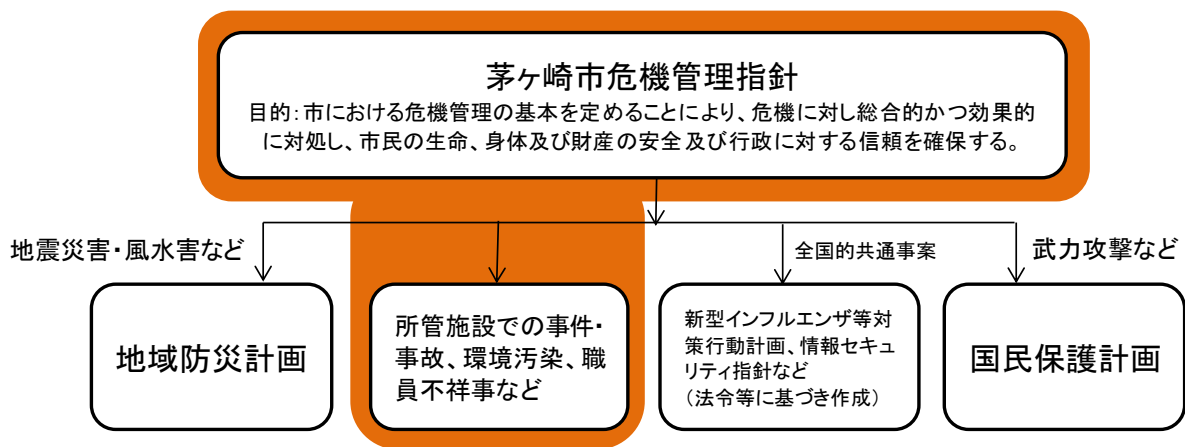 茅ヶ崎市危機管理指針
目的：市における危機管理の基本を定めることにより、危機に対し総合的かつ効果的
に対処し、市民の生命、身体及び財産の安全及び行政に対する信頼を確保する。
地震災害・風水害など
全国的共通事案
武力攻撃など
地域防災計画
所管施設での事件・
事故、環境汚染、職
員不祥事など
新型インフルエンザ等対
策行動計画、情報セキュ
リティ指針など
（法令等に基づき作成）
国民保護計画